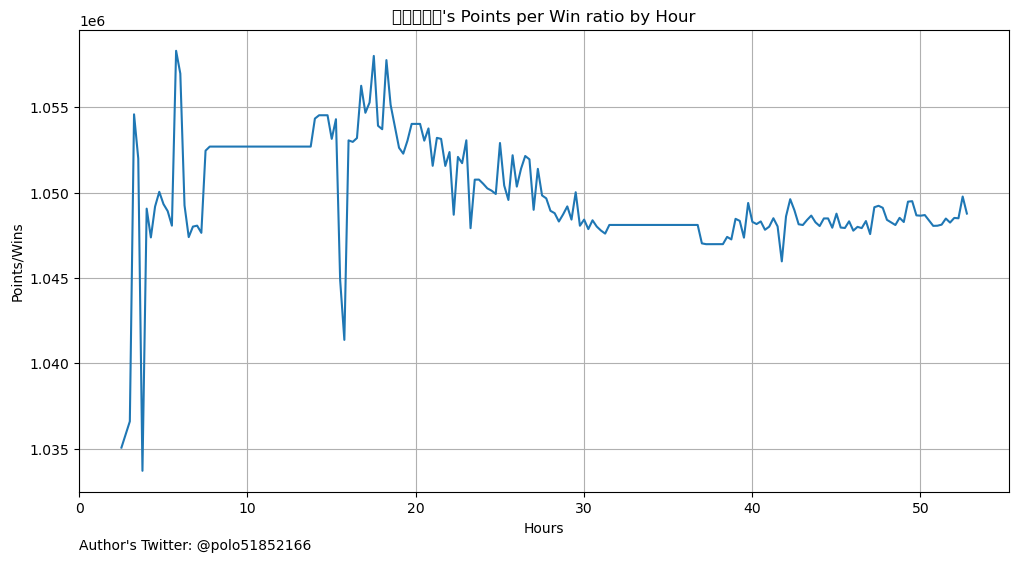 1e6
's Points per Win ratio by Hour
Points/Wins
1.055
1.050
1.045
1.040
1.035
0 10 20 30 40 50
Hours
Author's Twitter: @polo51852166